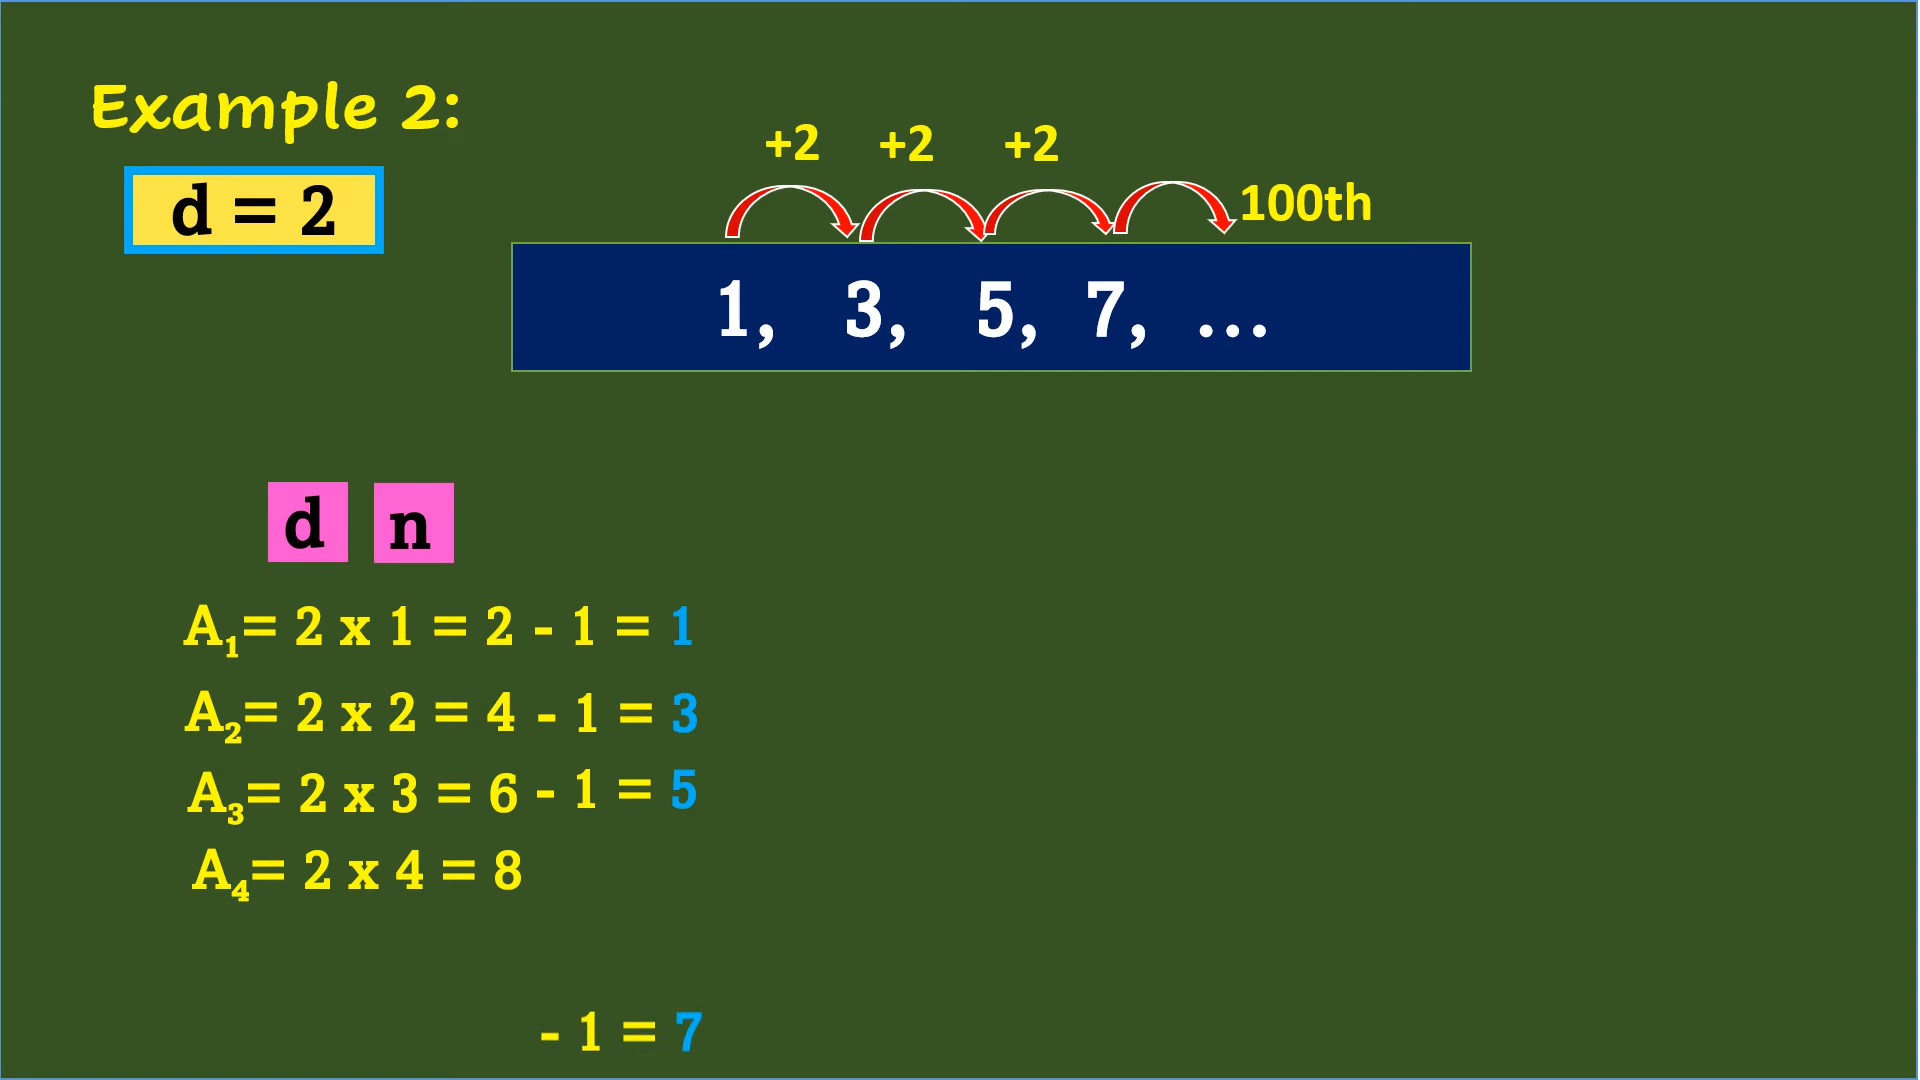 Example 2:
d = 2
+2 +2 +2
100th
1, 3, 5, 7, ...
d n
A₁= 2 x 1 = 2 - 1 = 1
A₂= 2 x 2 = 4 - 1 = 3
A₃= 2 x 3 = 6 - 1 = 5
A₄= 2 x 4 = 8
- 1 = 7